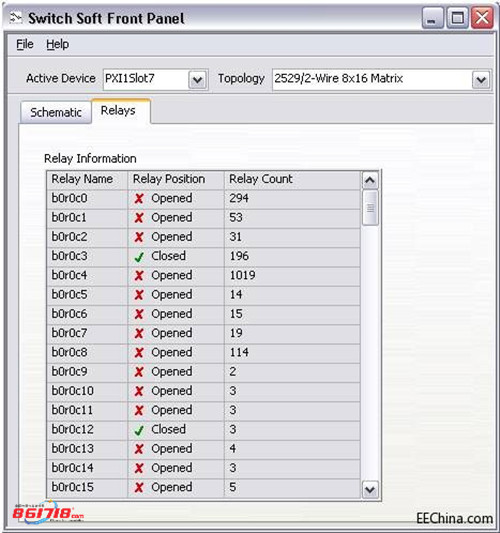 Switch Soft Front Panel
File Help
Active Device PXI1Slot7 Topology 2529/2-Wire 8x16 Matrix
Schematic Relays
Relay Information
Relay Name Relay Position Relay Count
b0r0c0 Opened 294
b0r0c1 Opened 53
b0r0c2 Opened 31
b0r0c3 Closed 196
b0r0c4 Opened 1019
b0r0c5 Opened 14
b0r0c6 Opened 15
b0r0c7 Opened 19
b0r0c8 Opened 114
b0r0c9 Opened 2
b0r0c10 Opened 3
b0r0c11 Opened 3
b0r0c12 Closed 3
b0r0c13 Opened 4
b0r0c14 Opened 3
b0r0c15 Opened 5
861718.com
EEChina.com